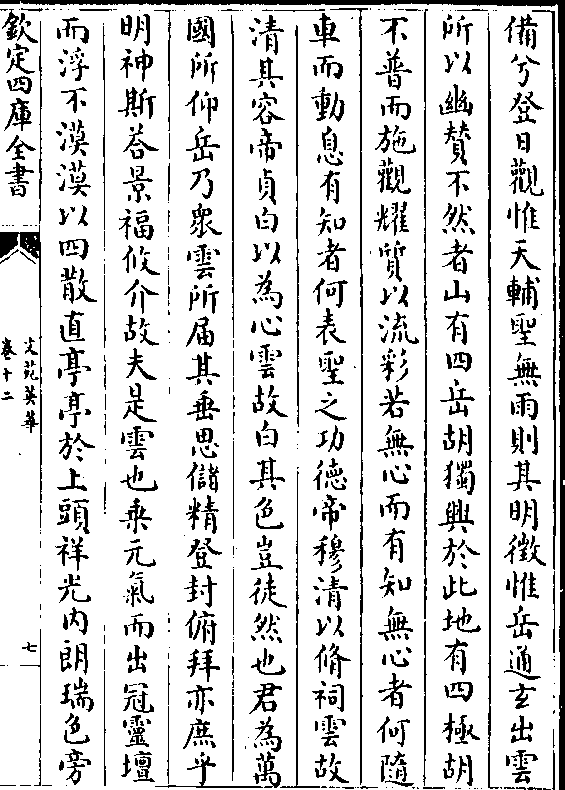 備兮登日觀惟天輔聖無雨則其明徵惟岳通𤣥出雲
所以幽賛不然者山有四岳胡獨興於此地有四極胡
不普而施觀耀質以流彩若無心而有知無心者何隨
車而動息有知者何表聖之功德帝穆清以脩祠雲故
清其容帝貞白以為心雲故白其色豈徒然也君為萬
國所仰岳乃衆雲所届其垂思儲精登封俯拜亦庶乎
明神斯荅景福攸介故夫是雲也乗元氣而出冠靈壇
而浮不漠漠以四散直亭亭於上頭祥光内朗瑞色旁
欽定四庫全書
文苑英華
卷十二
七